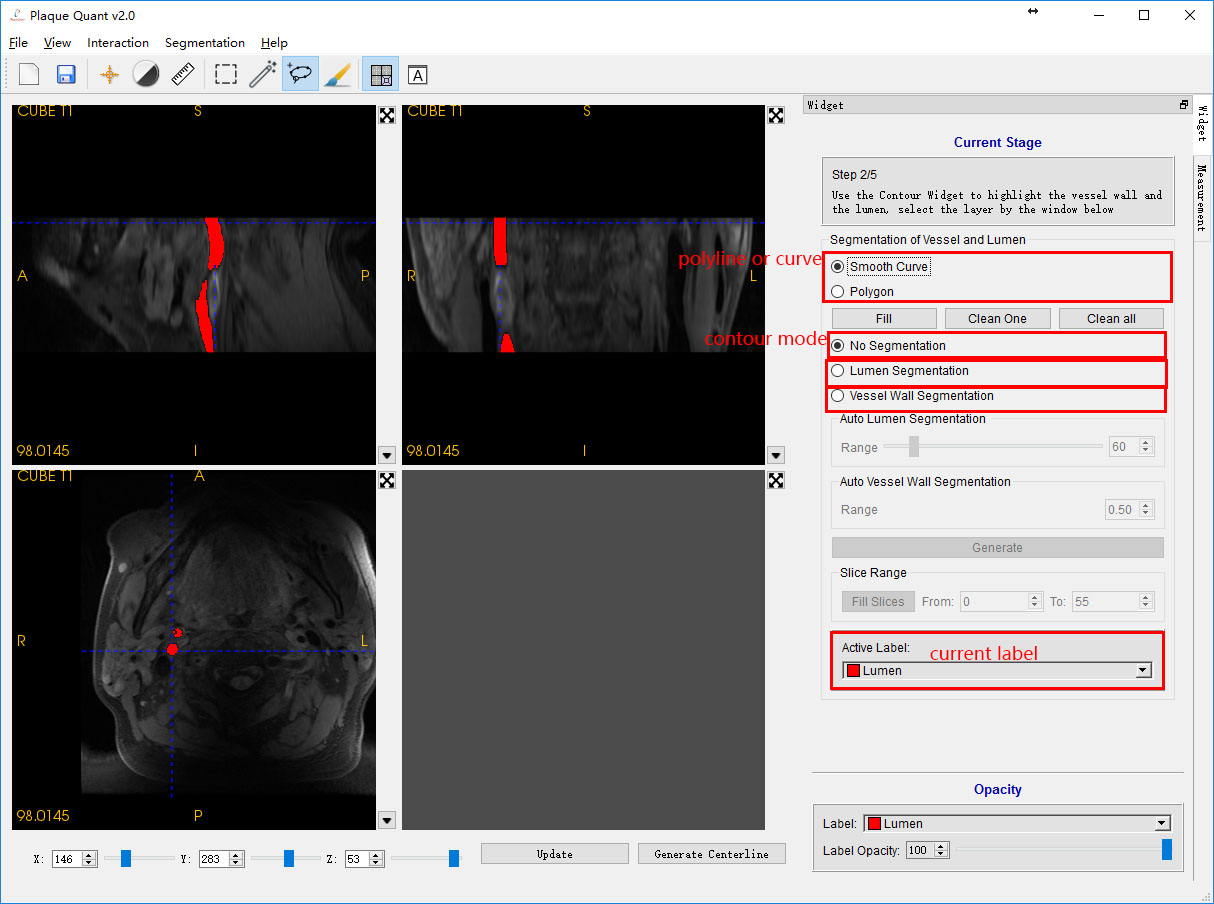 Plaque Quant v2.0
File View Interaction Segmentation Help
A
CUBE T1
S
A
P
98.0145
I
CUBE T1
S
R
L
98.0145
I
CUBE T1
A
R
L
98.0145
P
X: 146 Y: 283 Z: 53
Update
Generate Centerline
Widget
Widget
Measurement
Current Stage
Step 2/5
Use the Contour Widget to highlight the vessel wall and
the lumen, select the layer by the window below
Segmentation of Vessel and Lumen
polyline or curve
Smooth Curve
Polygon
Fill Clean One Clean all
contour mode
No Segmentation
Lumen Segmentation
Vessel Wall Segmentation
Auto Lumen Segmentation
Range 60
Auto Vessel Wall Segmentation
Range 0.50
Generate
Slice Range
Fill Slices From: 0 To: 55
Active Label:
current label
Lumen
Opacity
Label: Lumen
Label Opacity: 100